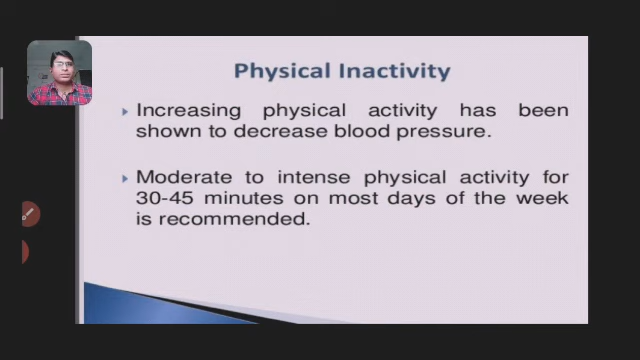 Physical Inactivity
Increasing physical activity has been
shown to decrease blood pressure.
Moderate to intense physical activity for
30-45 minutes on most days of the week
is recommended.